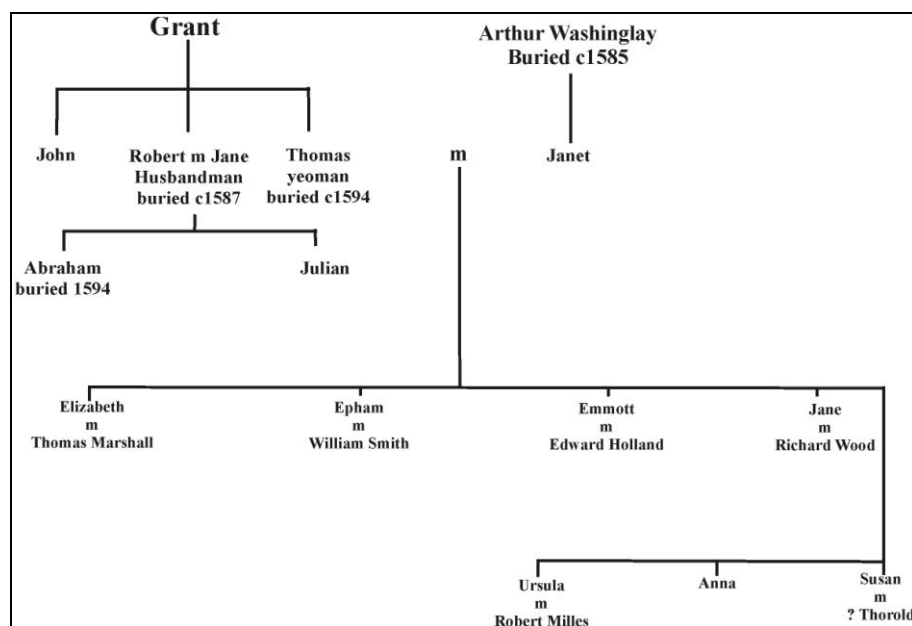 Grant
Arthur Washinglay
Buried c1585
John
Robert m Jane
Husbandman
buried c1587
Thomas
yeoman
buried c1594
m
Janet
Abraham
buried 1594
Julian
Elizabeth
m
Thomas Marshall
Epham
m
William Smith
Emmott
m
Edward Holland
Jane
m
Richard Wood
Ursula
m
Robert Milles
Anna
Susan
m
? Thorold